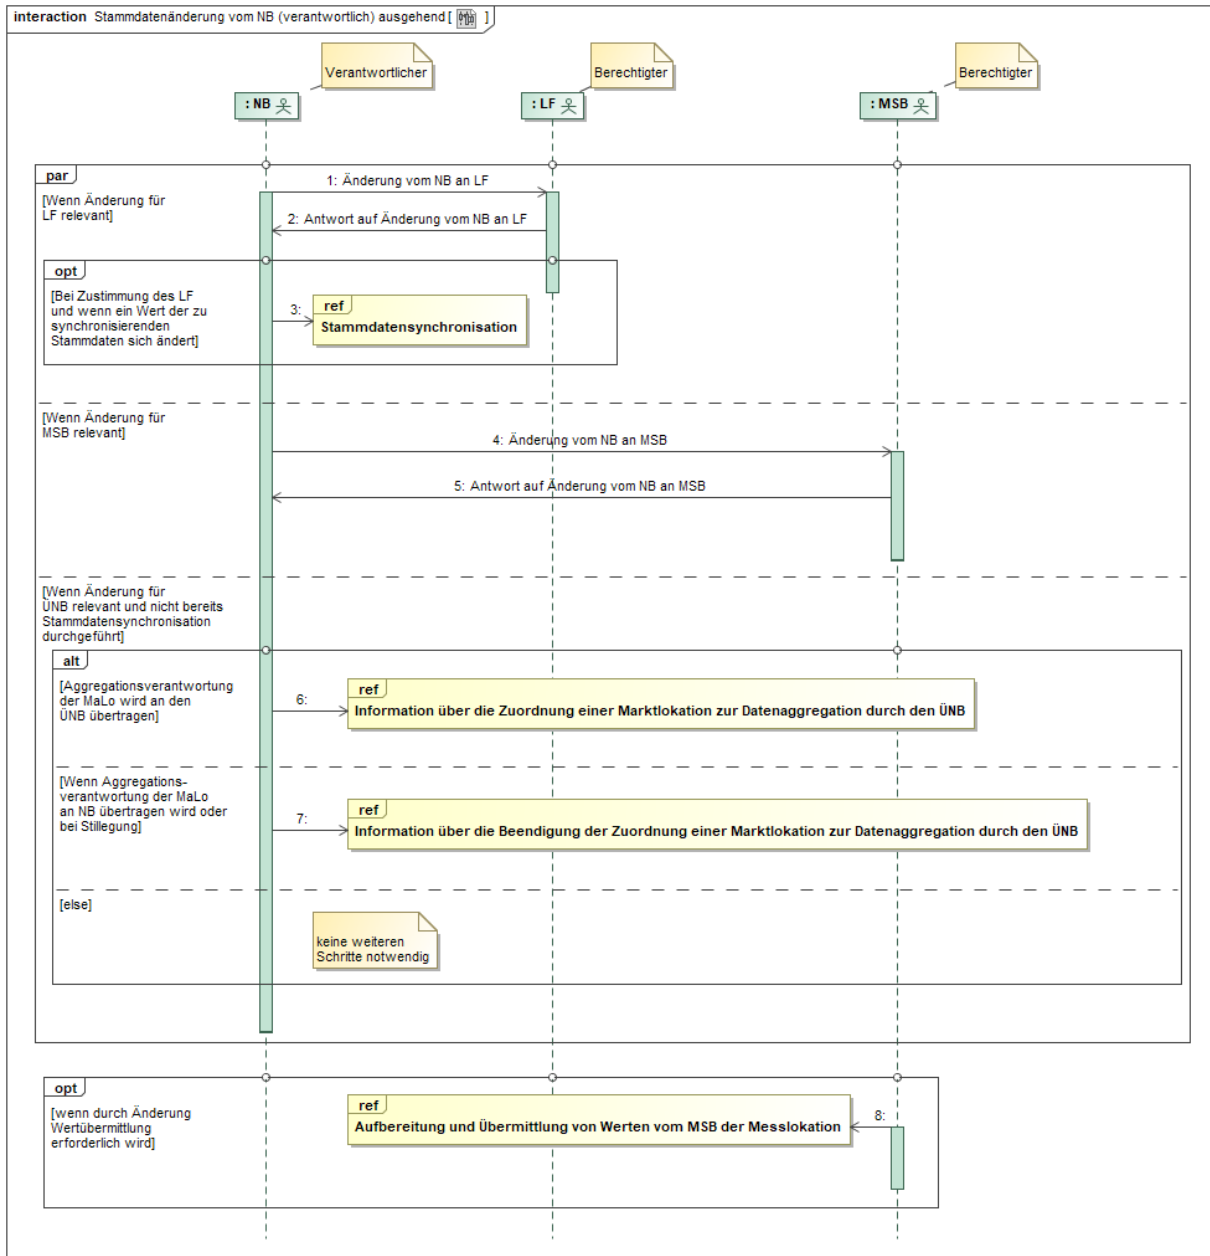 interaction Stammdatenänderung vom NB (verantwortlich) ausgehend [ ]
Verantwortlicher
Berechtigter
Berechtigter
: NB
: LF
: MSB
par
[Wenn Änderung für
LF relevant]
1: Änderung vom NB an LF
2: Antwort auf Änderung vom NB an LF
opt
[Bei Zustimmung des LF
und wenn ein Wert der zu
synchronisierenden
Stammdaten sich ändert]
3:
ref
Stammdatensynchronisation
[Wenn Änderung für
MSB relevant]
4: Änderung vom NB an MSB
5: Antwort auf Änderung vom NB an MSB
[Wenn Änderung für
ÜNB relevant und nicht bereits
Stammdatensynchronisation
durchgeführt]
alt
[Aggregationsverantwortung
der MaLo wird an den
ÜNB übertragen]
6:
ref
Information über die Zuordnung einer Marktlokation zur Datenaggregation durch den ÜNB
[Wenn Aggregations-
verantwortung der MaLo
an NB übertragen wird oder
bei Stillegung]
7:
ref
Information über die Beendigung der Zuordnung einer Marktlokation zur Datenaggregation durch den ÜNB
[else]
keine weiteren
Schritte notwendig
opt
[wenn durch Änderung
Wertübermittlung
erforderlich wird]
ref
Aufbereitung und Übermittlung von Werten vom MSB der Messlokation
8: